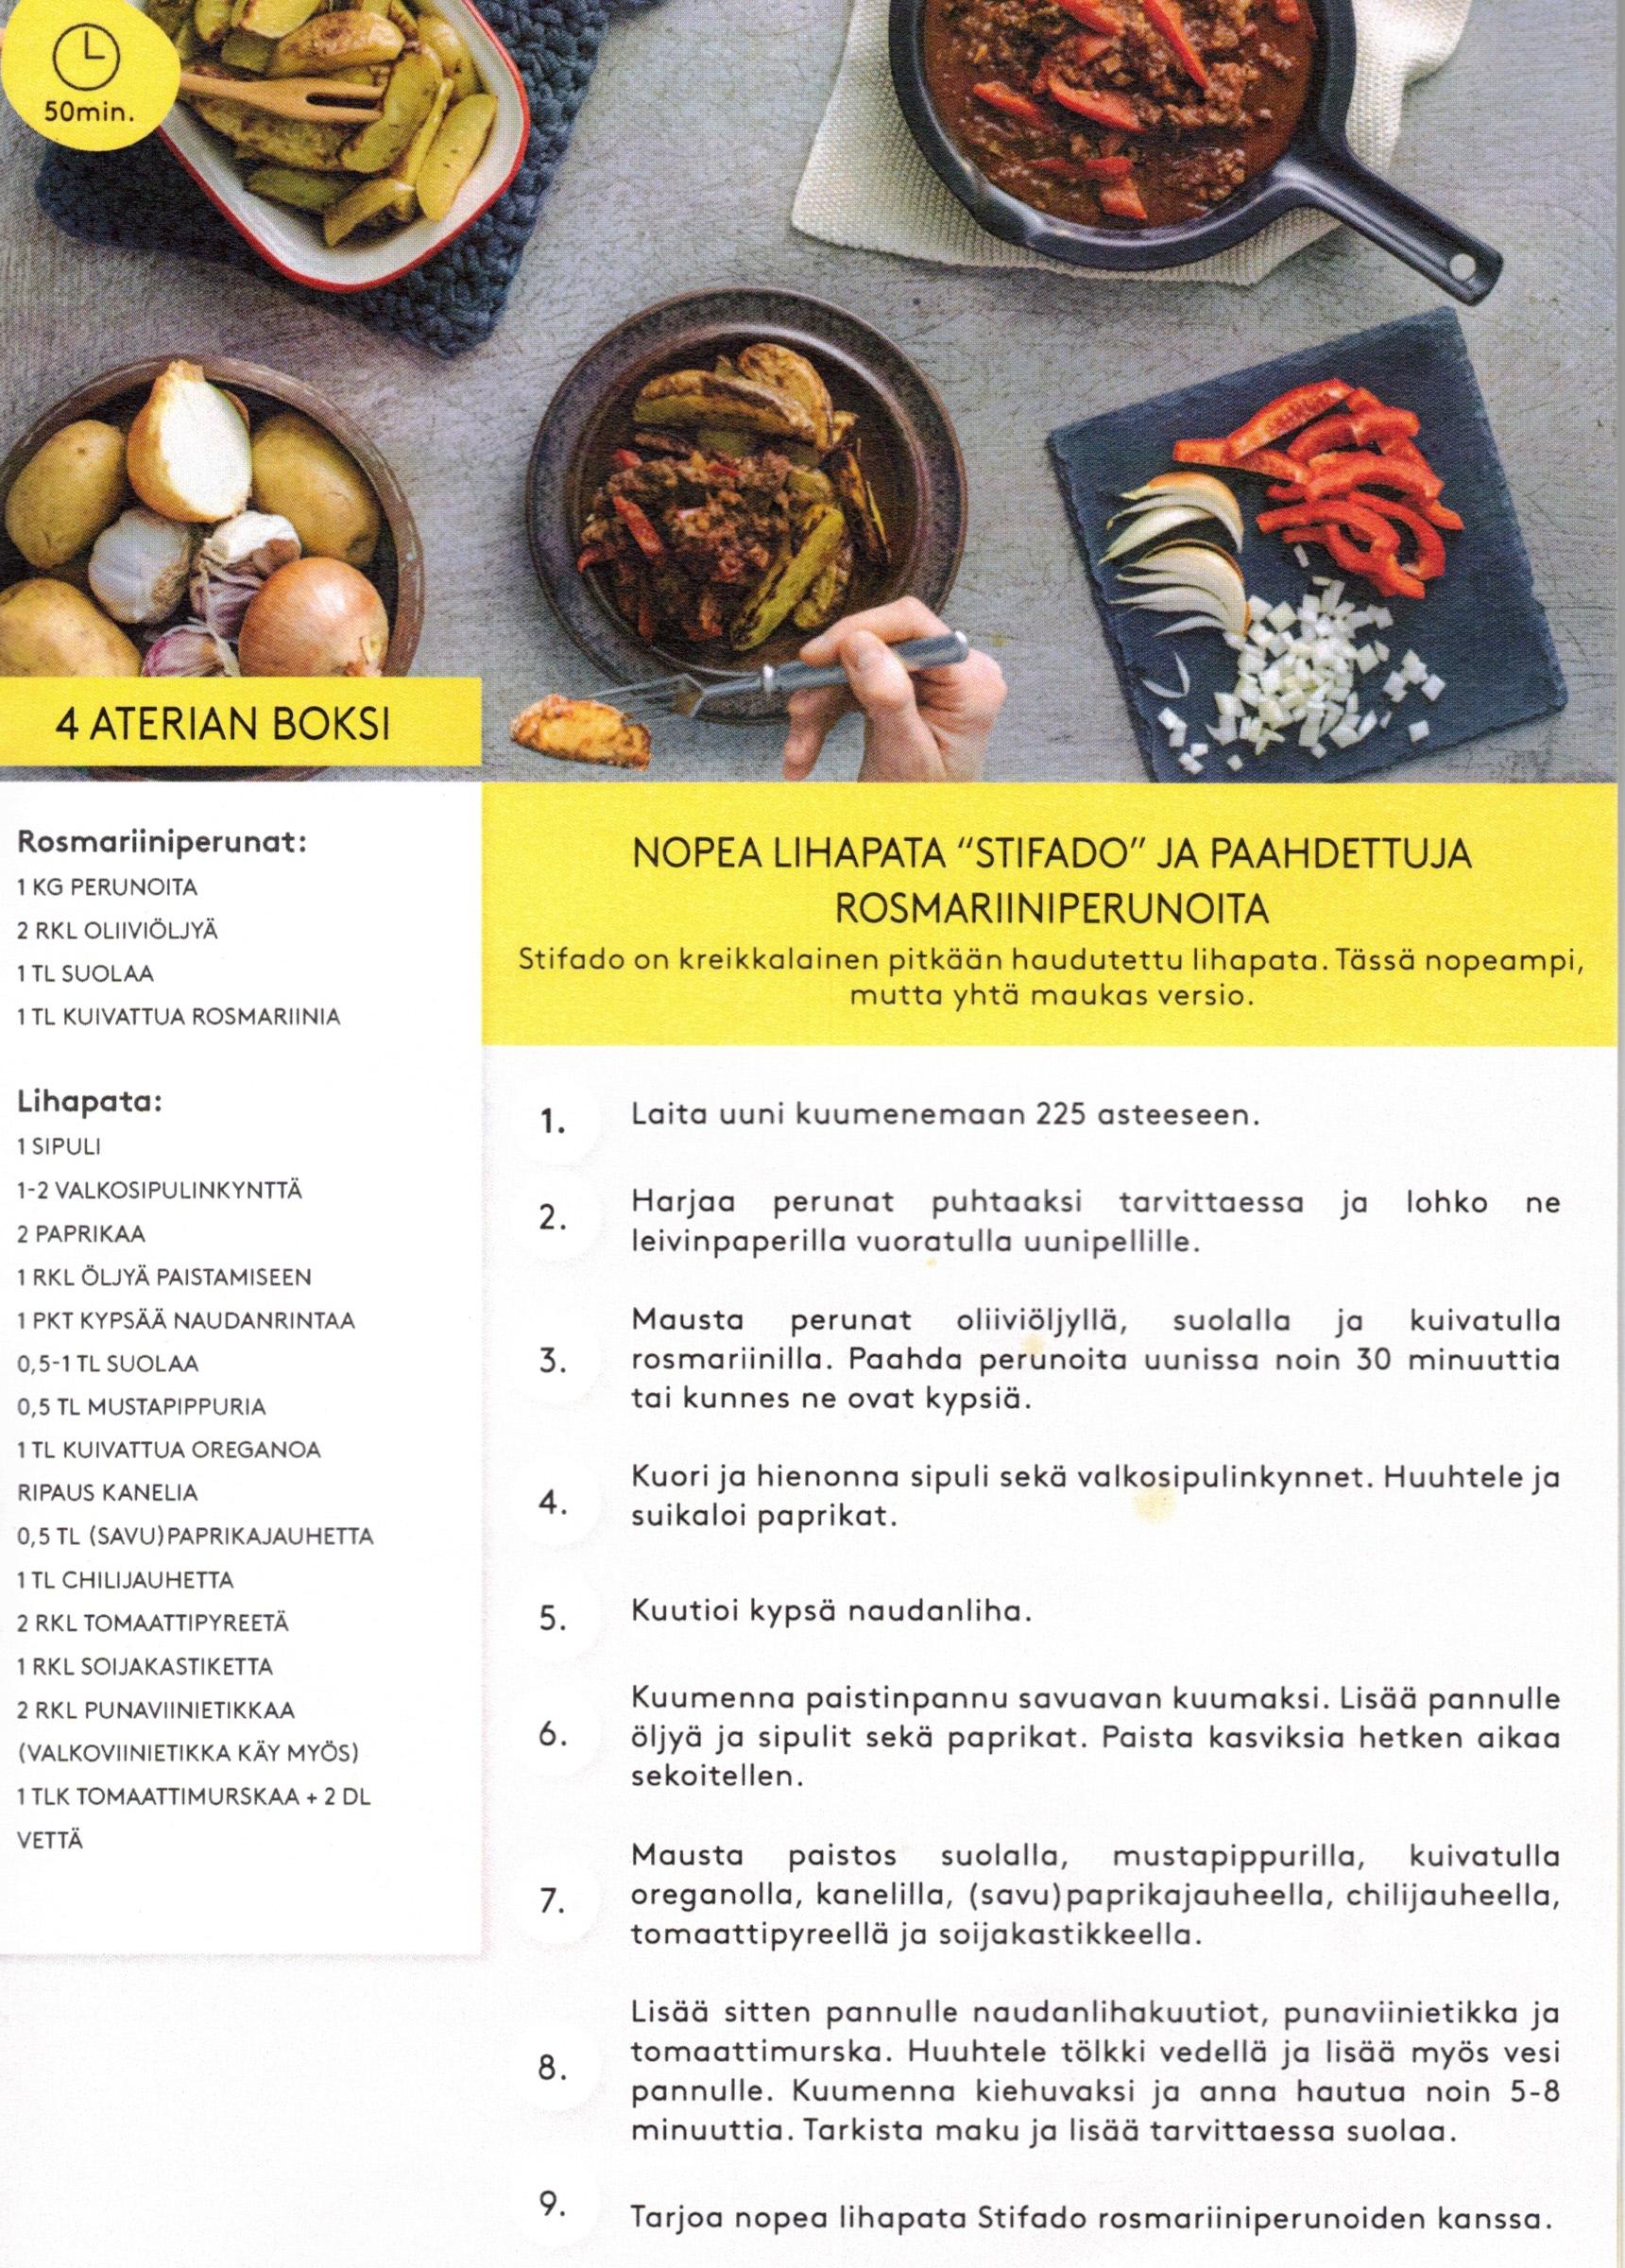 50min.
4 ATERIAN BOKSI
Rosmariiniperunat:
1 KG PERUNOITA
2 RKL OLIIVIÖLJYÄ
1 TL SUOLAA
1 TL KUIVATTUA ROSMARIINIA
Lihapata:
1 SIPULI
1-2 VALKOSIPULINKYNTTÄ
2 PAPRIKAA
1 RKL ÖLJYÄ PAISTAMISEEN
1 PKT KYPSÄÄ NAUDANRINTAA
0,5-1 TL SUOLAA
0,5 TL MUSTAPIPPURIA
1 TL KUIVATTUA OREGANOA
RIPAUS KANELIA
0,5 TL (SAVU)PAPRIKAJAUHETTA
1 TL CHILIJAUHETTA
2 RKL TOMAATTIPYREETÄ
1 RKL SOIJAKASTIKETTA
2 RKL PUNAVIINIETIKKAA
(VALKOVIINIETIKKA KÄY MYÖS)
1 TLK TOMAATTIMURSKAA + 2 DL
VETTÄ
NOPEA LIHAPATA “STIFADO” JA PAAHDETTUJA
ROSMARIINIPERUNOITA
Stifado on kreikkalainen pitkään haudutettu lihapata. Tässä nopeampi,
mutta yhtä maukas versio.
1. Laita uuni kuumenemaan 225 asteeseen.
2. Harjaa perunat puhtaaksi tarvittaessa ja lohko ne
leivinpaperilla vuoratulla uunipellille.
3. Mausta perunat oliiviöljyllä, suolalla ja kuivatulla
rosmariinilla. Paahda perunoita uunissa noin 30 minuuttia
tai kunnes ne ovat kypsiä.
4. Kuori ja hienonna sipuli sekä valkosipulinkynnet. Huuhtele ja
suikaloi paprikat.
5. Kuutioi kypsä naudanliha.
6. Kuumenna paistinpannu savuavan kuumaksi. Lisää pannulle
öljyä ja sipulit sekä paprikat. Paista kasviksia hetken aikaa
sekoitellen.
7. Mausta paistos suolalla, mustapippurilla, kuivatulla
oreganolla, kanelilla, (savu)paprikajauheella, chilijauheella,
tomaattipyreellä ja soijakastikkeella.
8. Lisää sitten pannulle naudanlihakuutiot, punaviinietikka ja
tomaattimurska. Huuhtele tölkki vedellä ja lisää myös vesi
pannulle. Kuumenna kiehuvaksi ja anna hautua noin 5-8
minuuttia. Tarkista maku ja lisää tarvittaessa suolaa.
9. Tarjoa nopea lihapata Stifado rosmariiniperunoiden kanssa.